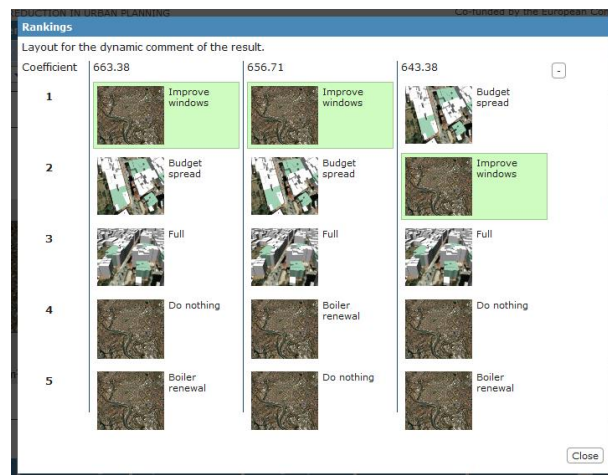 EDUCTION IN URBAN PLANNING
Co-funded by the European Con
Rankings
Layout for the dynamic comment of the result.
Coefficient 663.38 656.71 643.38 -
1 Improve windows Improve windows Budget spread
2 Budget spread Budget spread Improve windows
3 Full Full Full
4 Do nothing Boiler renewal Do nothing
5 Boiler renewal Do nothing Boiler renewal
Close